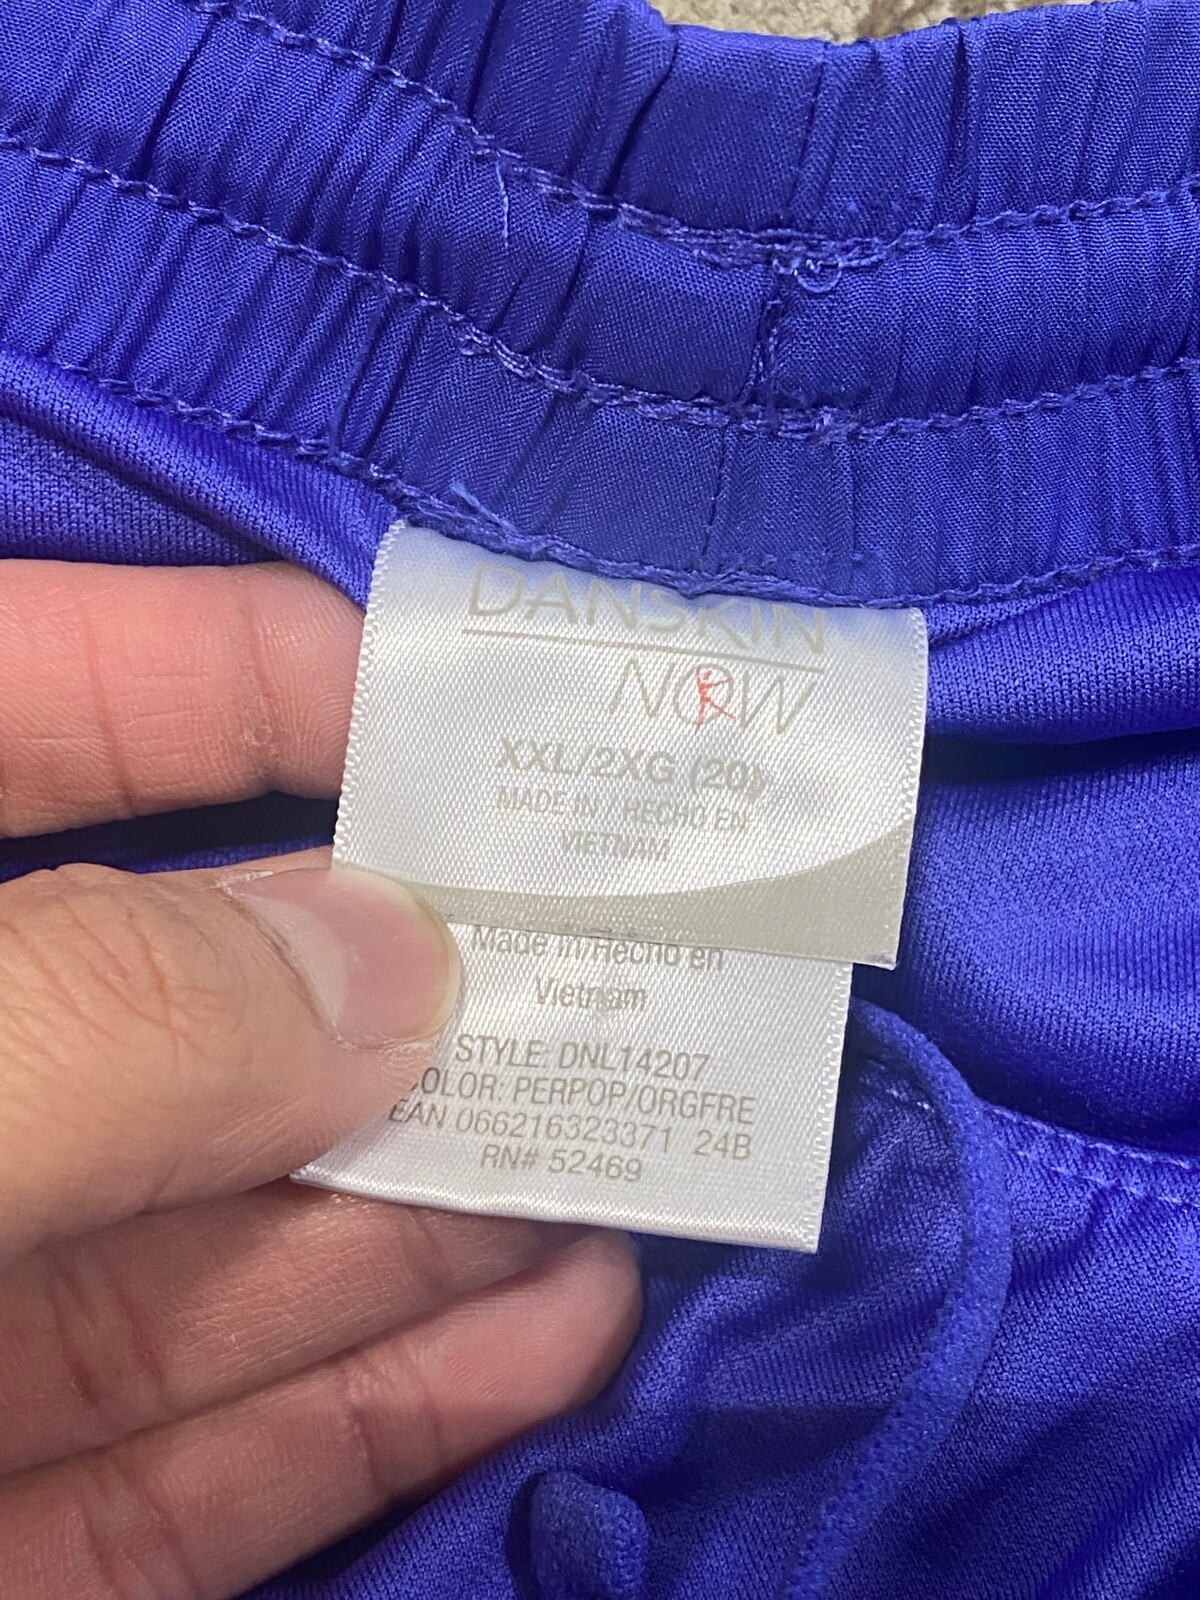 DANSKIN
NOW
XXL/2XG (20)
MADE IN HECHO EN
VIETNAM
Made in/Hecho en
Vietnam
STYLE: DNL14207
COLOR: PERPOP/ORGFRE
EAN 066216323371 24B
RN# 52469